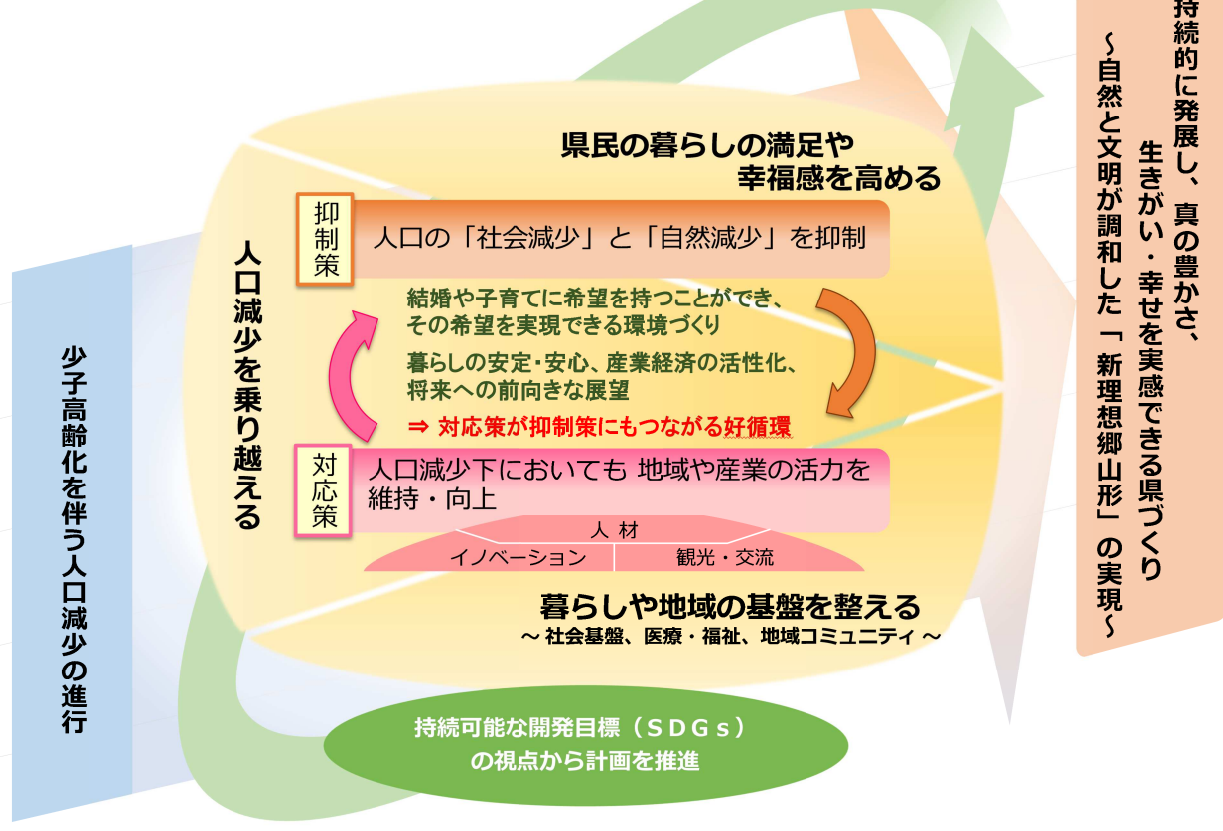 少子高齢化を伴う人口減少の進行
人口減少を乗り越える
県民の暮らしの満足や
幸福感を高める
抑制策
人口の「社会減少」と「自然減少」を抑制
結婚や子育てに希望を持つことができ、
その希望を実現できる環境づくり
暮らしの安定・安心、産業経済の活性化、
将来への前向きな展望
⇒ 対応策が抑制策にもつながる好循環
対応策
人口減少下においても 地域や産業の活力を
維持・向上
人 材
イノベーション
観光・交流
暮らしや地域の基盤を整える
～ 社会基盤、医療・福祉、地域コミュニティ ～
持続可能な開発目標（ＳＤＧｓ）
の視点から計画を推進
持続的に発展し、真の豊かさ、
生きがい・幸せを実感できる県づくり
～自然と文明が調和した「新理想郷山形」の実現～